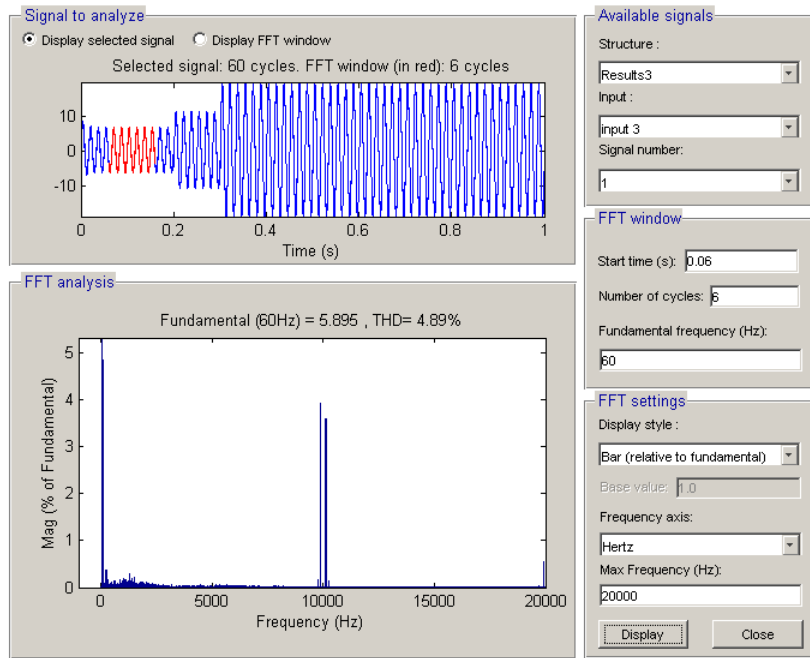 Signal to analyze
Display selected signal Display FFT window
Selected signal: 60 cycles. FFT window (in red): 6 cycles
10
0
-10
0 0.2 0.4 0.6 0.8 1
Time (s)
FFT analysis
Fundamental (60Hz) = 5.895 , THD= 4.89%
5
4
3
2
1
0
Mag (% of Fundamental)
0 5000 10000 15000 20000
Frequency (Hz)
Available signals
Structure :
Results3
Input :
input 3
Signal number:
1
FFT window
Start time (s): 0.06
Number of cycles: 6
Fundamental frequency (Hz):
60
FFT settings
Display style :
Bar (relative to fundamental)
Base value: 1.0
Frequency axis:
Hertz
Max Frequency (Hz):
20000
Display Close